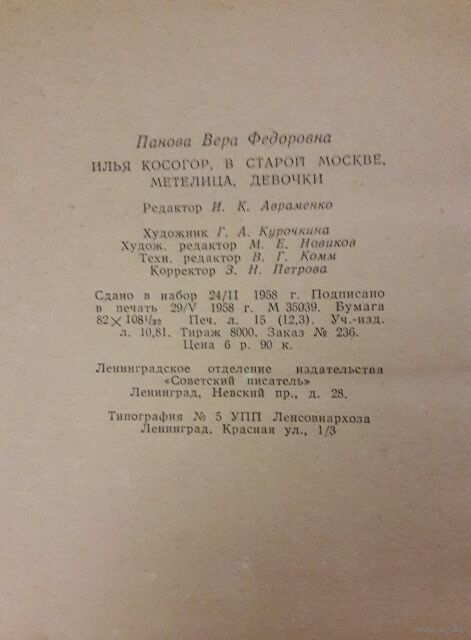 Панова Вера Федоровна
ИЛЬЯ КОСОГОР, В СТАРОЙ МОСКВЕ,
МЕТЕЛИЦА, ДЕВОЧКИ
Редактор И. К. Авраменко
Художник Г. А. Курочкина
Худож. редактор М. Е. Новиков
Техн. редактор В. Г. Комм
Корректор З. Н. Петрова
Сдано в набор 24/II 1958 г. Подписано
в печать 29/V 1958 г. М 35039. Бумага
82×108¹/₃₂ Печ. л. 15 (12,3). Уч.-изд.
л. 10,81. Тираж 8000. Заказ № 236.
Цена 6 р. 90 к.
Ленинградское отделение издательства
«Советский писатель»
Ленинград, Невский пр., д. 28.
Типография № 5 УПП Ленсовнархоза
Ленинград, Красная ул., 1/3
www.ay.by